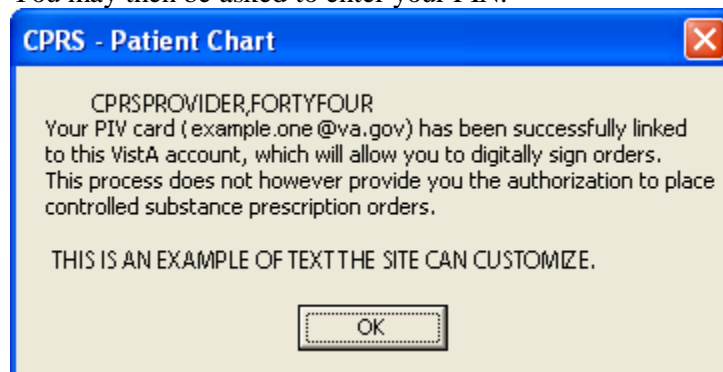 You may then be asked to enter your PIN.
CPRS - Patient Chart
CPRSPROVIDER,FORTYFOUR
Your PIV card (example.one @va.gov) has been successfully linked
to this VistA account, which will allow you to digitally sign orders.
This process does not however provide you the authorization to place
controlled substance prescription orders.
THIS IS AN EXAMPLE OF TEXT THE SITE CAN CUSTOMIZE.
OK